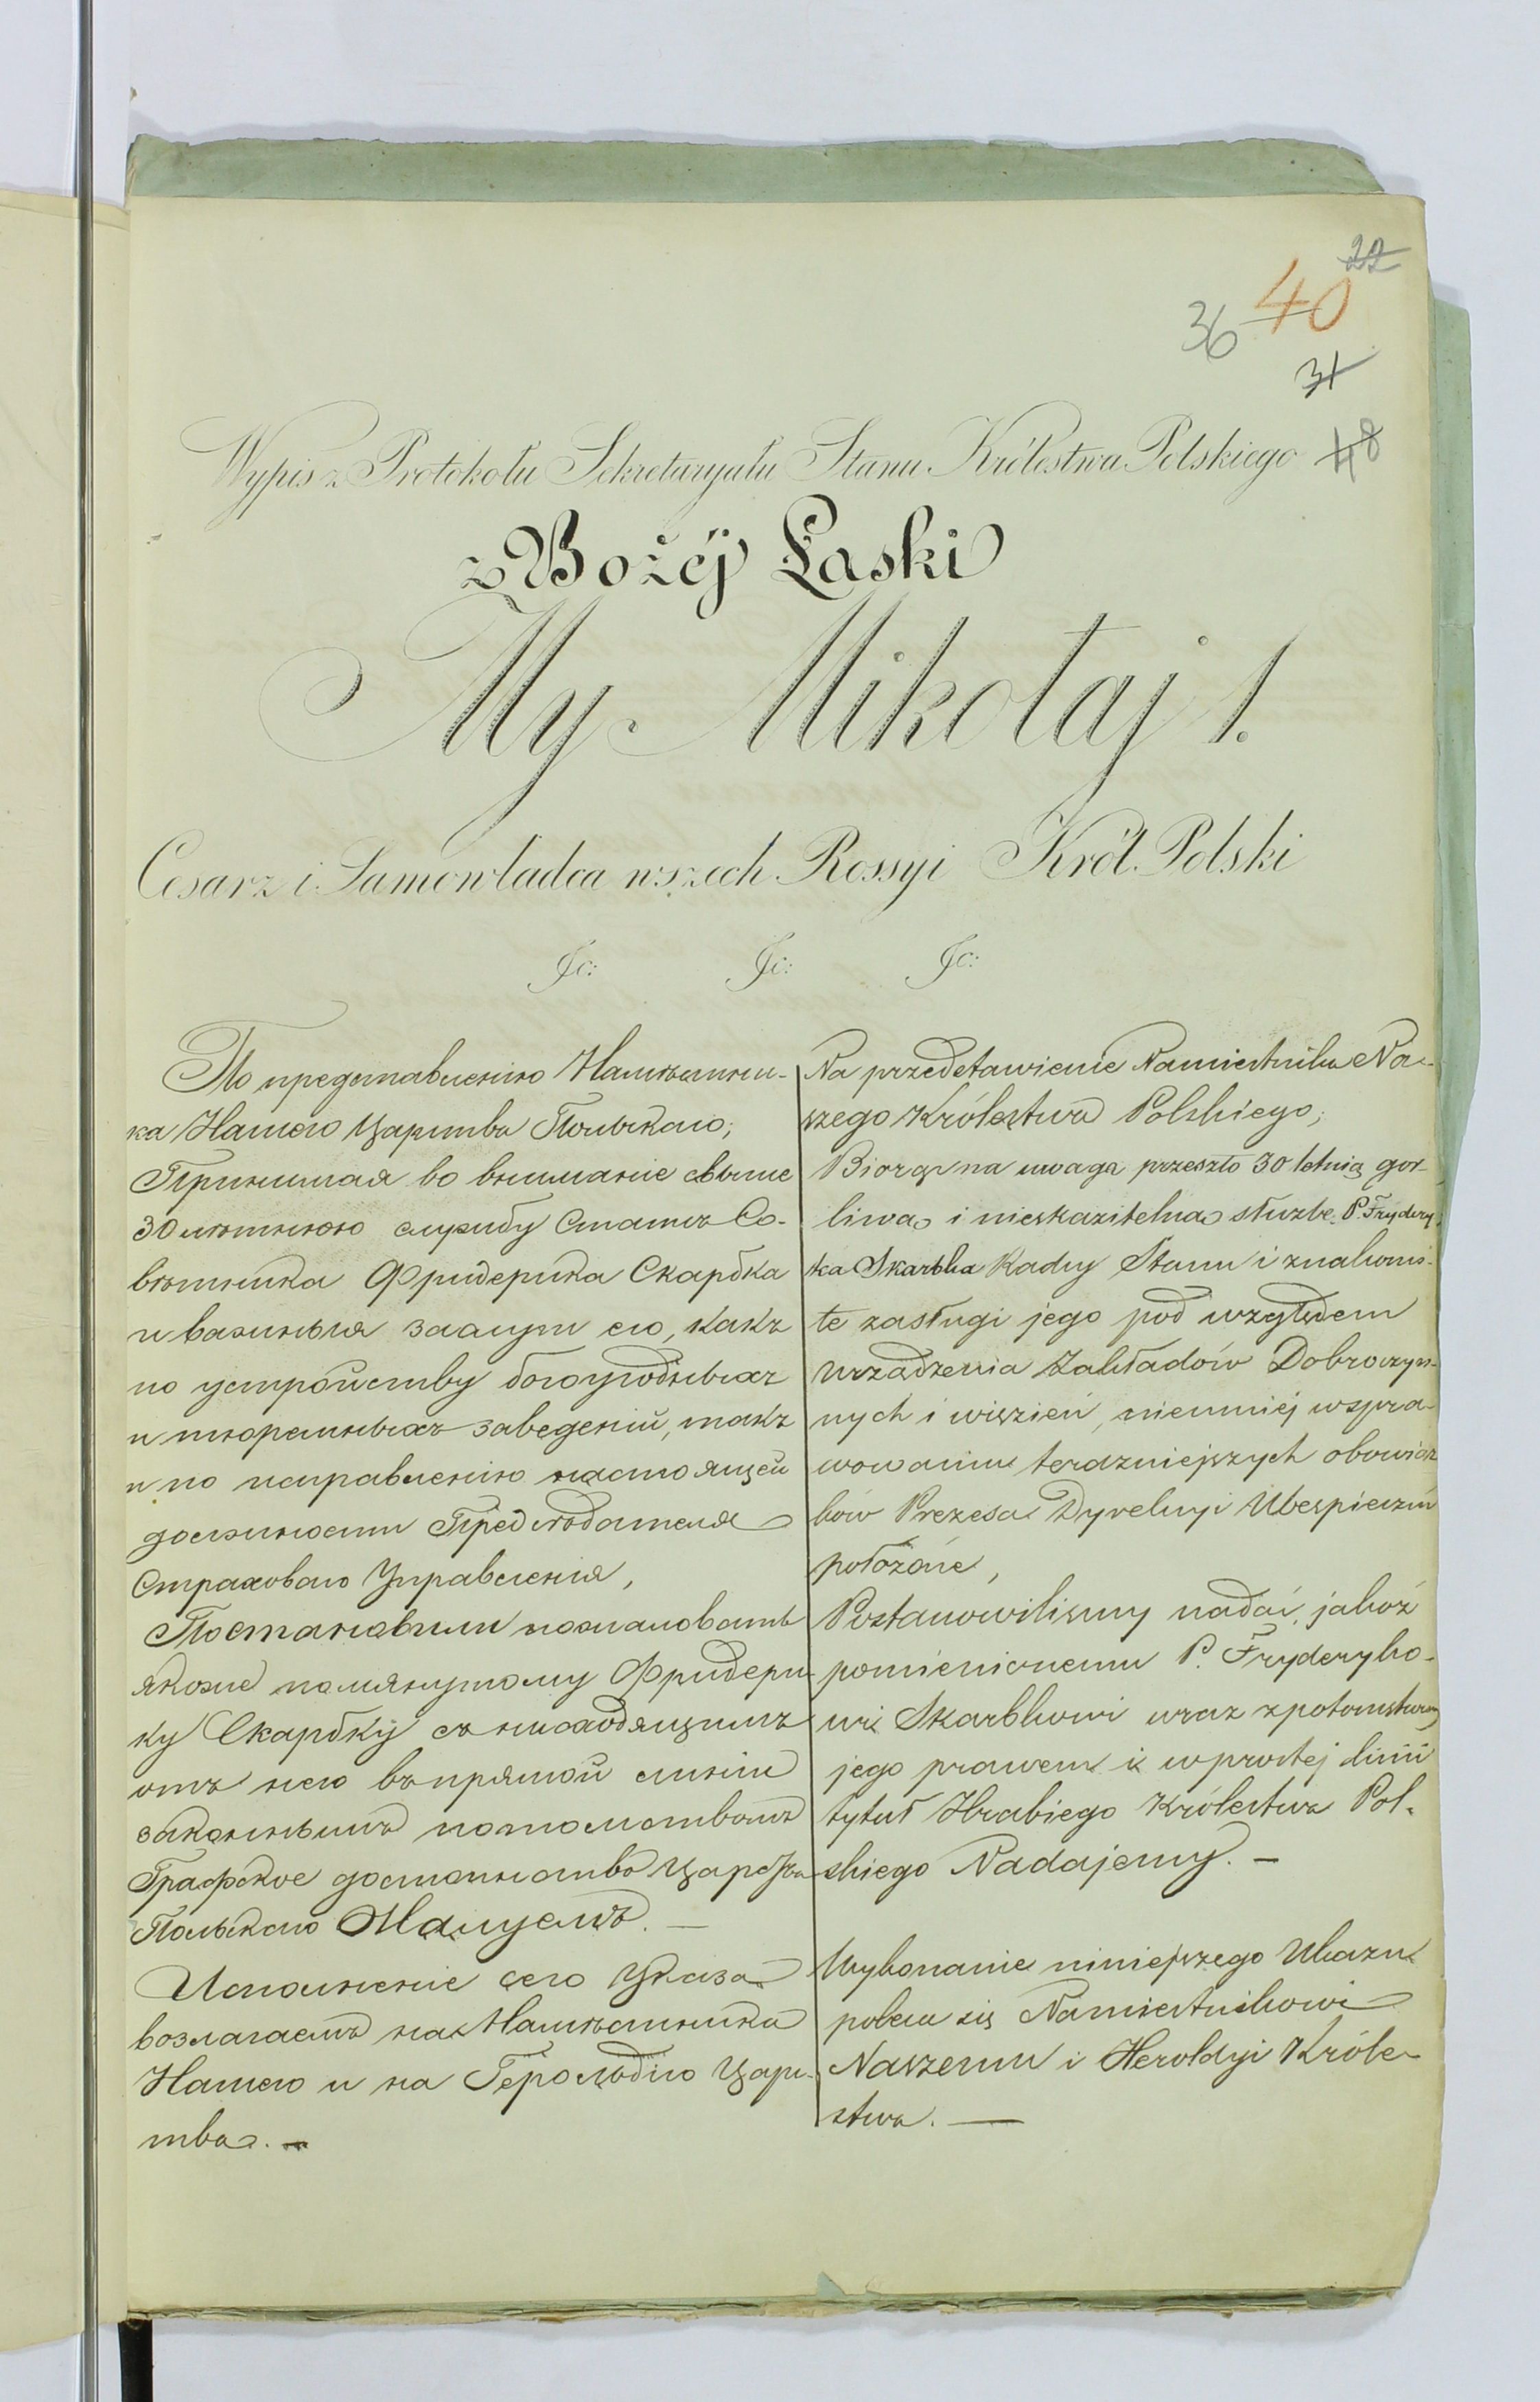 22
40
36
31
48
Wypis z Protokołu Sekretaryatu Stanu Królestwa Polskiego
z Bożéj Łaski
My Mikołaj I.
Cesarz i Samowładca wszech Rossyi Król Polski
&c: &c: &c:
По представленію Намѣстни-
ка Нашего Царства Польскаго;
Принимая во вниманіе свыше
30 лѣтнюю службу Статсъ Со-
вѣтника Фридерика Скарбка
и важныя заслуги его, какъ
по устройству богоугодныхъ
и тюремныхъ заведеній, такъ
и по исправленію настоящей
должности Предсѣдателя
Страховаго Управленія,
Постановили пожаловать
якоже помянутому Фридери-
ку Скарбку съ нисходящимъ
отъ него въ прямой линіи
законнымъ потомствомъ
Графское достоинство Царства
Польскаго Жалуемъ. —
Исполненіе сего Указа
возлагаемъ на Намѣстника
Нашего и на Герольдію Цар-
ства. —
Na przedstawienie Namiestnika Na-
szego Królestwa Polskiego;
Biorąc na uwagę przeszło 30 letnią gor-
liwą i nieskazitelną służbę P. Frydery-
ka Skarbka Radcy Stanu i znakomi-
te zasługi jego pod względem
urządzenia Zakładów Dobroczyn-
nych i więzień, niemniéj w spra-
wowaniu teraźniejszych obowiąz
ków Prezesa Dyrekcyi Ubespieczeń
położone,
Postanowiliśmy nadać, jakoż
pomienionemu P. Fryderyko-
wi Skarbkowi wraz z potomstwem
jego prawem i w prostej linii
tytuł Hrabiego Królestwa Pol-
skiego Nadajemy. —
Wykonanie niniejszego Ukazu
poleca się Namiestnikowi
Naszemu i Heroldyi Króle-
stwa. —